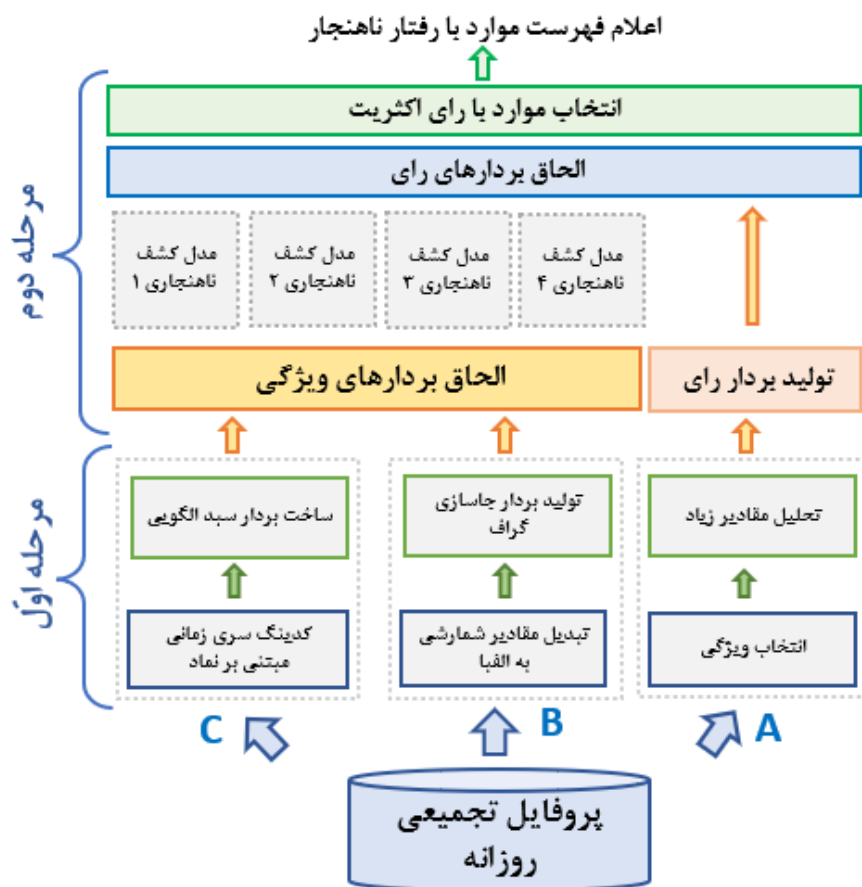 اعلام فهرست موارد با رفتار ناهنجار
انتخاب موارد با رای اکثریت
الحاق بردارهای رای
مرحله دوم
مدل کشف
ناهنجاری ۴
مدل کشف
ناهنجاری ۳
مدل کشف
ناهنجاری ۲
مدل کشف
ناهنجاری ۱
تولید بردار رای
الحاق بردارهای ویژگی
مرحله اوّل
تحلیل مقادیر زیاد
تولید بردار جاسازی
گراف
ساخت بردار سبد الگویی
انتخاب ویژگی
تبدیل مقادیر شمارشی
به الفبا
کدینگ سری زمانی
مبتنی بر نماد
A
B
C
پروفایل تجمیعی
روزانه